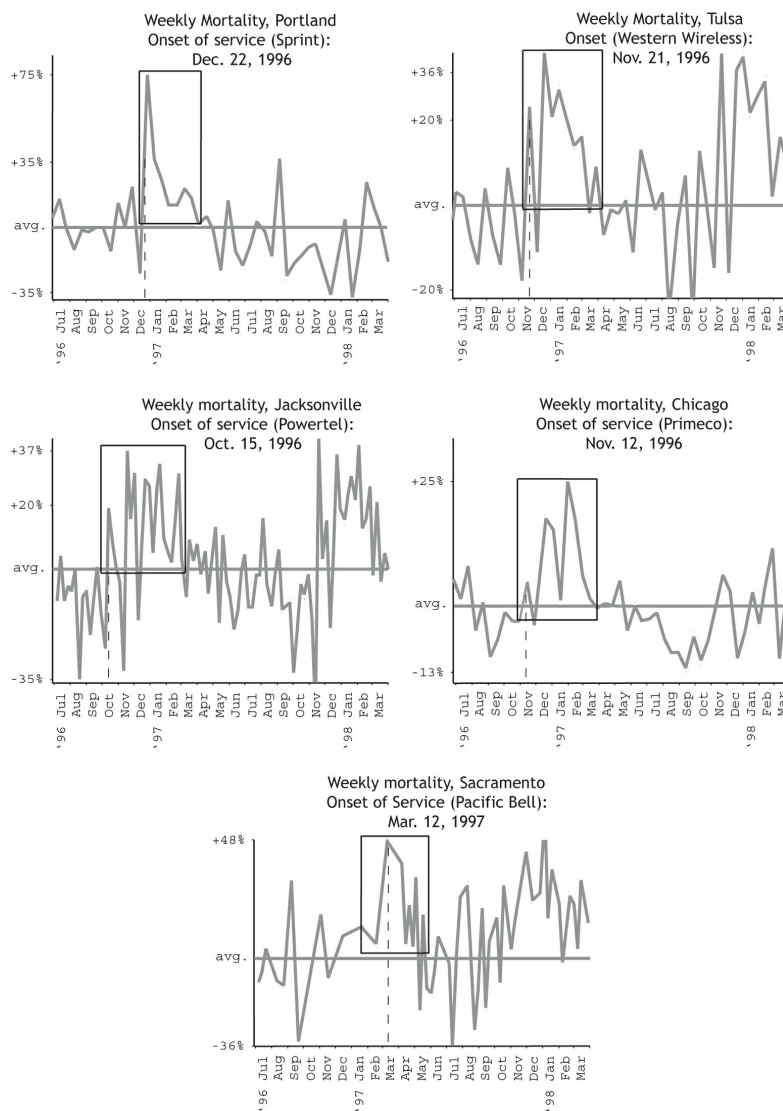 Weekly Mortality, Portland
Onset of service (Sprint):
Dec. 22, 1996
+75%
+35%
avg.
-35%
Jul Aug Sep Oct Nov Dec Jan Feb Mar Apr May Jun Jul Aug Sep Oct Nov Dec Jan Feb Mar
'96 '97 '98
Weekly Mortality, Tulsa
Onset (Western Wireless):
Nov. 21, 1996
+36%
+20%
avg.
-20%
Jul Aug Sep Oct Nov Dec Jan Feb Mar Apr May Jun Jul Aug Sep Oct Nov Dec Jan Feb Mar
'96 '97 '98
Weekly mortality, Jacksonville
Onset of service (Powertel):
Oct. 15, 1996
+37%
+20%
avg.
-35%
Jul Aug Sep Oct Nov Dec Jan Feb Mar Apr May Jun Jul Aug Sep Oct Nov Dec Jan Feb Mar
'96 '97 '98
Weekly mortality, Chicago
Onset of service (Primeco):
Nov. 12, 1996
+25%
avg.
-13%
Jul Aug Sep Oct Nov Dec Jan Feb Mar Apr May Jun Jul Aug Sep Oct Nov Dec Jan Feb Mar
'96 '97 '98
Weekly mortality, Sacramento
Onset of Service (Pacific Bell):
Mar. 12, 1997
+48%
avg.
-36%
Jul Aug Sep Oct Nov Dec Jan Feb Mar Apr May Jun Jul Aug Sep Oct Nov Dec Jan Feb Mar
'96 '97 '98